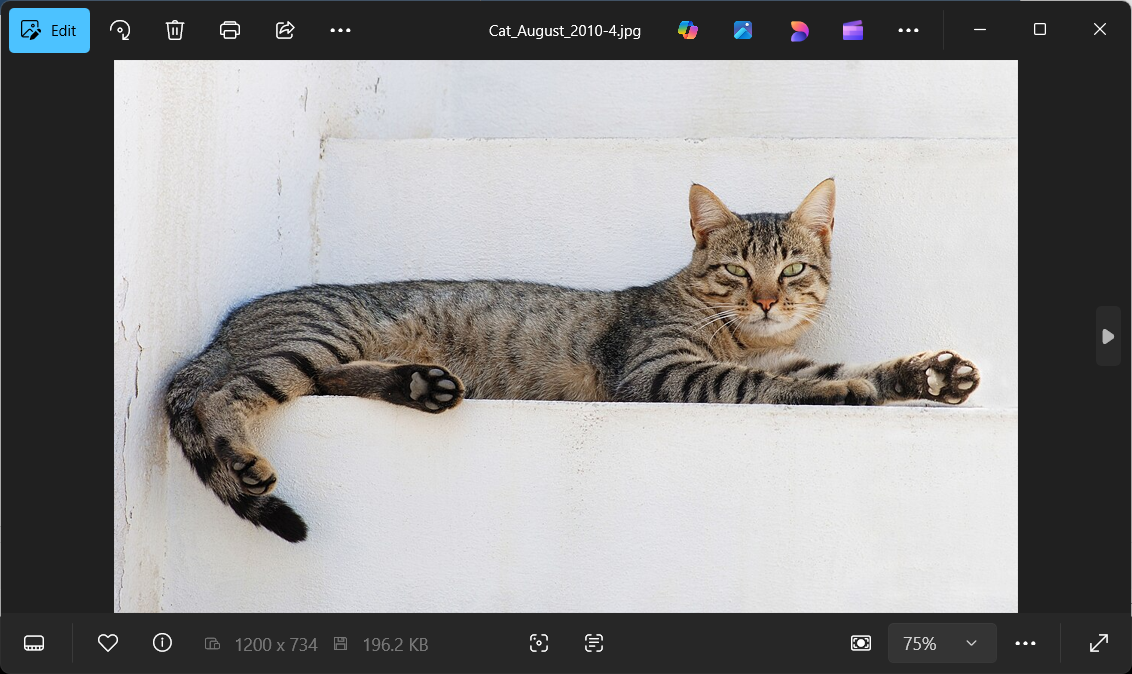 Edit
Cat_August_2010-4.jpg
1200 x 734
196.2 KB
75%